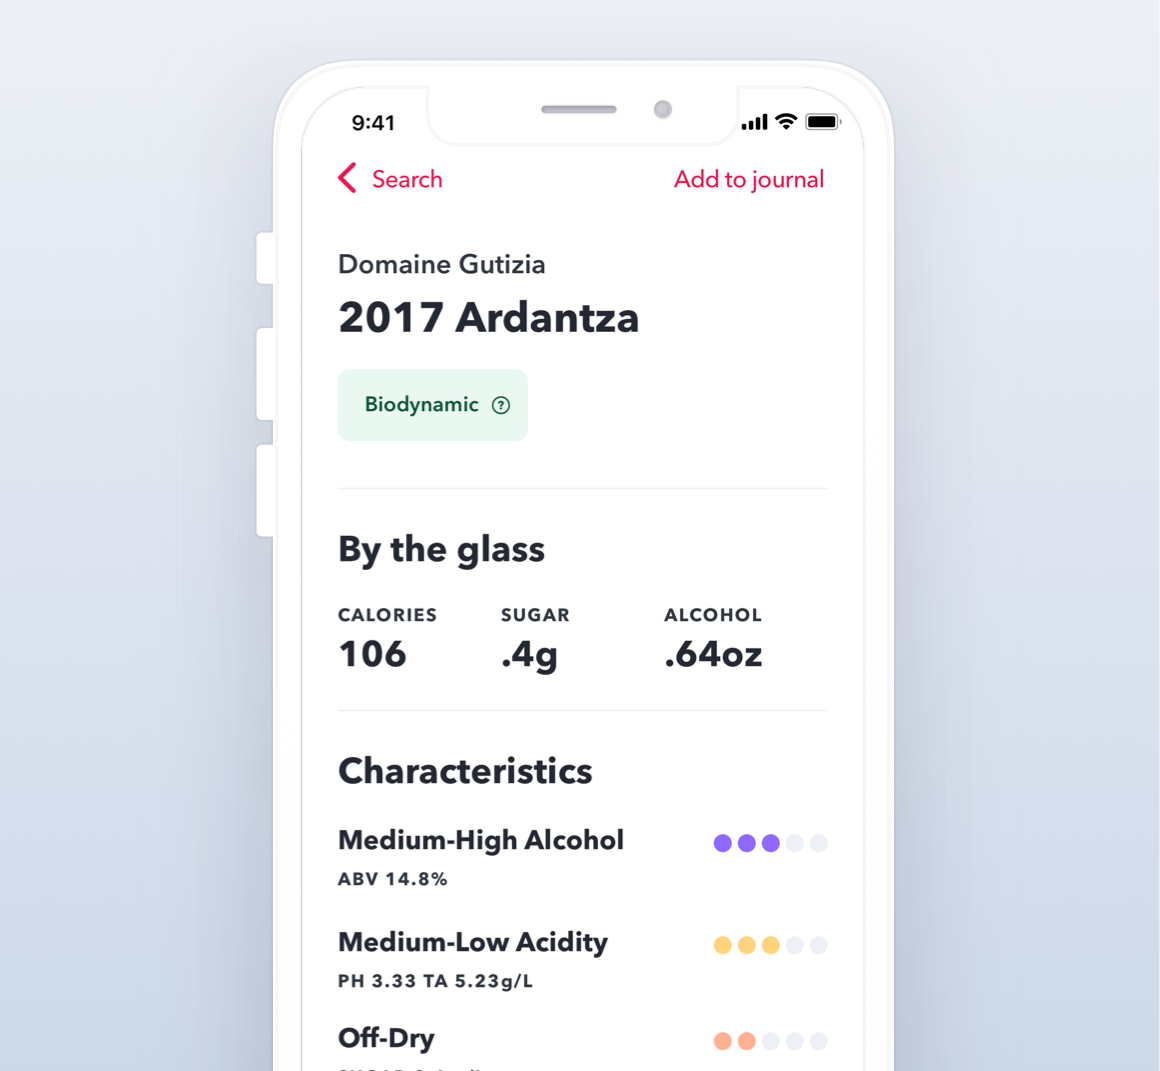 9:41
Search
Add to journal
Domaine Gutizia
2017 Ardantza
Biodynamic ?
By the glass
CALORIES SUGAR ALCOHOL
106 .4g .64oz
Characteristics
Medium-High Alcohol
ABV 14.8%
Medium-Low Acidity
PH 3.33 TA 5.23g/L
Off-Dry